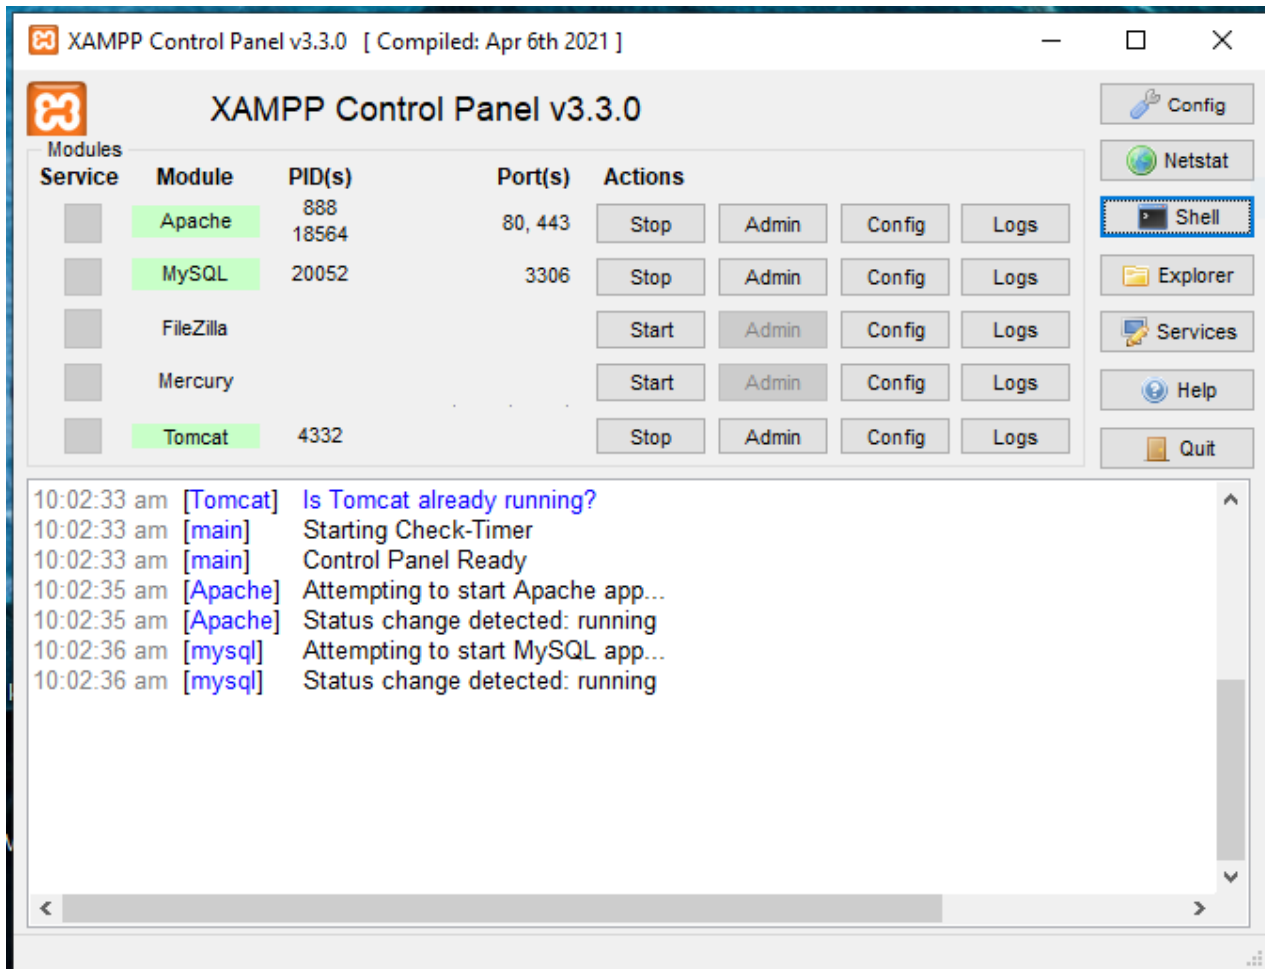 XAMPP Control Panel v3.3.0 [ Compiled: Apr 6th 2021 ]
XAMPP Control Panel v3.3.0
Config
Modules
Netstat
Service Module PID(s) Port(s) Actions
Apache 888 18564 80, 443 Stop Admin Config Logs
Shell
MySQL 20052 3306 Stop Admin Config Logs
Explorer
FileZilla Start Admin Config Logs
Services
Mercury Start Admin Config Logs
Help
Tomcat 4332 Stop Admin Config Logs
Quit
10:02:33 am [Tomcat] Is Tomcat already running?
10:02:33 am [main] Starting Check-Timer
10:02:33 am [main] Control Panel Ready
10:02:35 am [Apache] Attempting to start Apache app...
10:02:35 am [Apache] Status change detected: running
10:02:36 am [mysql] Attempting to start MySQL app...
10:02:36 am [mysql] Status change detected: running